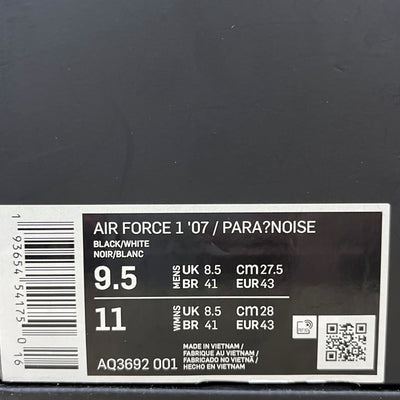 AIR FORCE 1 '07 / PARA?NOISE
BLACK/WHITE
NOIR/BLANC
9.5 MENS UK 8.5 cm 27.5
BR 41 EUR 43
11 WMNS UK 8.5 cm 28
BR 41 EUR 43
AQ3692 001
MADE IN VIETNAM /
FABRIQUE AU VIETNAM /
FABRICADO NO VIETNÃ /
HECHO EN VIETNAM
1 93654 54175 0 16